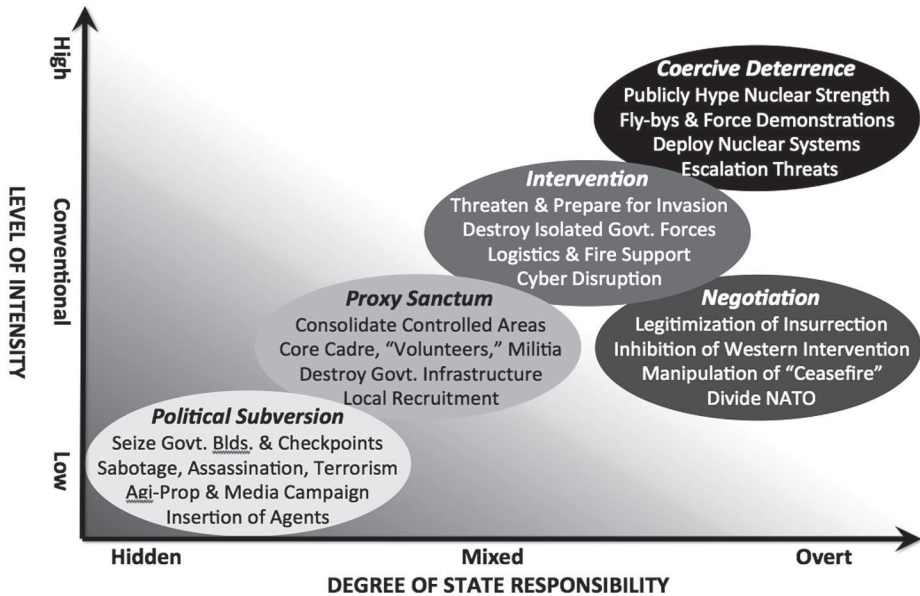 High
Conventional
Low
LEVEL OF INTENSITY
Coercive Deterrence
Publicly Hype Nuclear Strength
Fly-bys & Force Demonstrations
Deploy Nuclear Systems
Escalation Threats
Intervention
Threaten & Prepare for Invasion
Destroy Isolated Govt. Forces
Logistics & Fire Support
Cyber Disruption
Proxy Sanctum
Consolidate Controlled Areas
Core Cadre, “Volunteers,” Militia
Destroy Govt. Infrastructure
Local Recruitment
Negotiation
Legitimization of Insurrection
Inhibition of Western Intervention
Manipulation of “Ceasefire”
Divide NATO
Political Subversion
Seize Govt. Blds. & Checkpoints
Sabotage, Assassination, Terrorism
Agi-Prop & Media Campaign
Insertion of Agents
Hidden
Mixed
Overt
DEGREE OF STATE RESPONSIBILITY